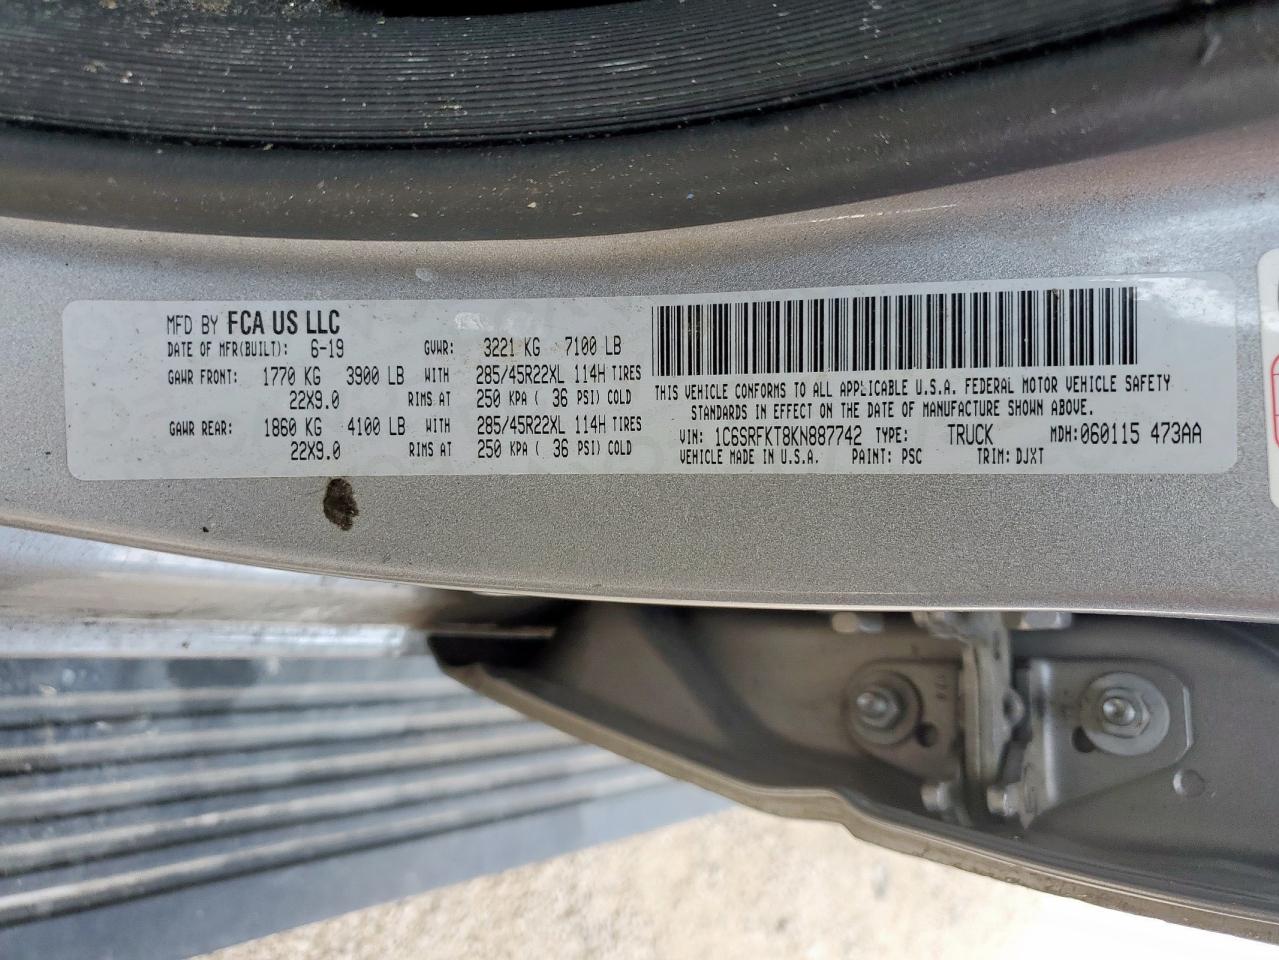 MFD BY FCA US LLC
DATE OF MFR(BUILT): 6-19 GVWR: 3221 KG 7100 LB
GAWR FRONT: 1770 KG 3900 LB WITH 285/45R22XL 114H TIRES
22X9.0 RIMS AT 250 KPA ( 36 PSI) COLD
GAWR REAR: 1860 KG 4100 LB WITH 285/45R22XL 114H TIRES
22X9.0 RIMS AT 250 KPA ( 36 PSI) COLD
THIS VEHICLE CONFORMS TO ALL APPLICABLE U.S.A. FEDERAL MOTOR VEHICLE SAFETY
STANDARDS IN EFFECT ON THE DATE OF MANUFACTURE SHOWN ABOVE.
VIN: 1C6SRFKT8KN887742 TYPE: TRUCK MDH:060115 473AA
VEHICLE MADE IN U.S.A. PAINT: PSC TRIM: DJXT